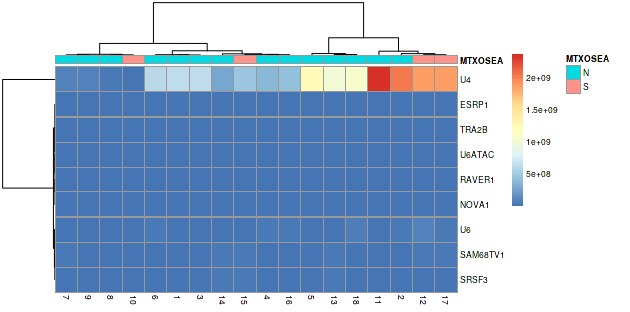 MTXOSEA
U4
ESRP1
TRA2B
U6ATAC
RAVER1
NOVA1
U6
SAM68TV1
SRSF3
7 9 8 10 6 1 3 14 15 4 16 5 13 18 11 2 12 17
2e+09
1.5e+09
1e+09
5e+08
MTXOSEA
N
S